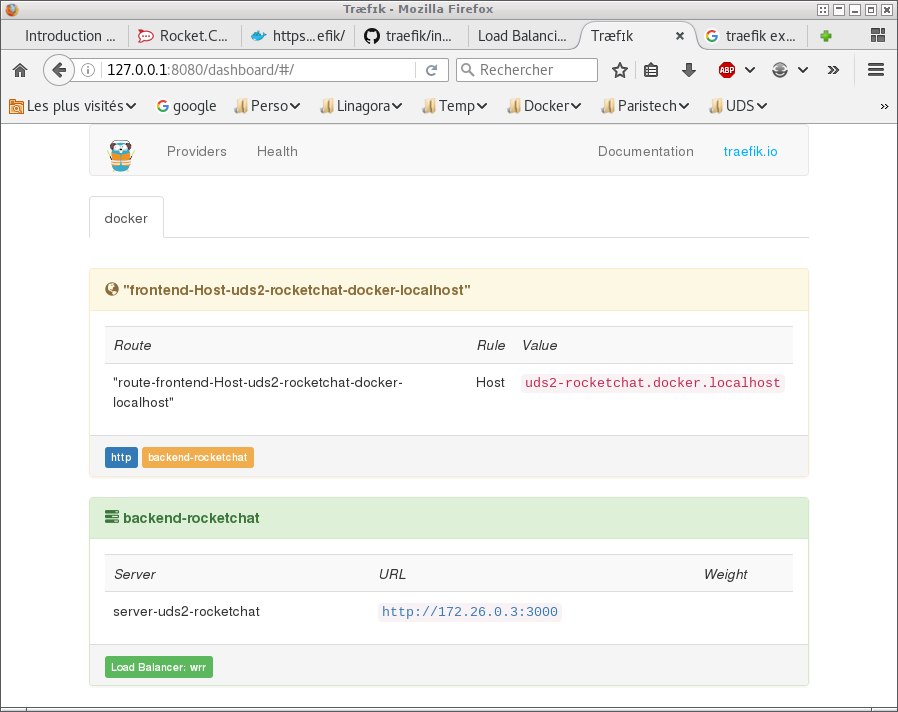 Træfɪk - Mozilla Firefox
Introduction ...
Rocket.C...
https...efik/
traefik/in...
Load Balanci...
Træfɪk
traefik ex...
127.0.0.1:8080/dashboard/#/
Rechercher
ABP
Les plus visités
google
Perso
Linagora
Temp
Docker
Paristech
UDS
Providers
Health
Documentation
traefik.io
docker
"frontend-Host-uds2-rocketchat-docker-localhost"
Route Rule Value
"route-frontend-Host-uds2-rocketchat-docker-
localhost"
Host
uds2-rocketchat.docker.localhost
http
backend-rocketchat
backend-rocketchat
Server URL Weight
server-uds2-rocketchat http://172.26.0.3:3000
Load Balancer: wrr